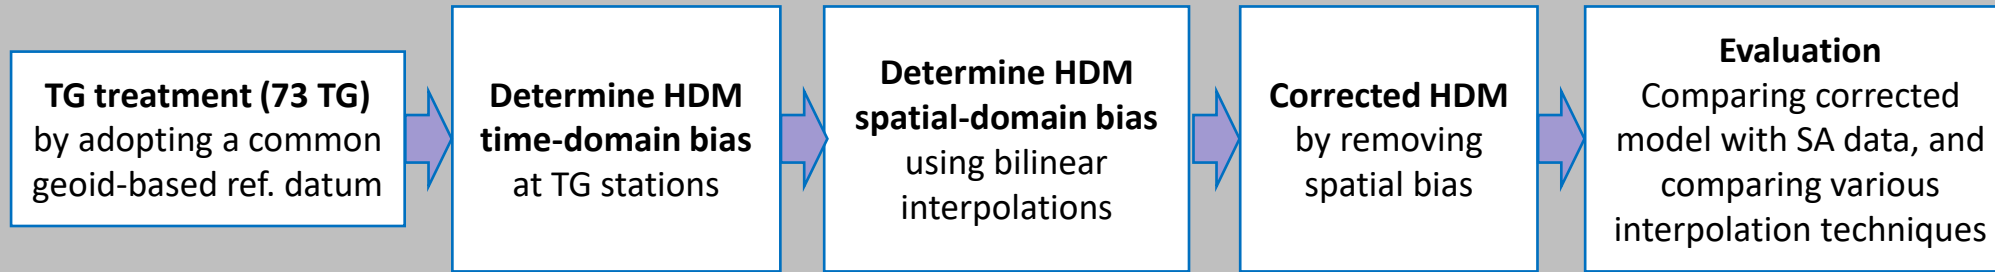 TG treatment (73 TG)
by adopting a common
geoid-based ref. datum
Determine HDM
time-domain bias
at TG stations
Determine HDM
spatial-domain bias
using bilinear
interpolations
Corrected HDM
by removing
spatial bias
Evaluation
Comparing corrected
model with SA data, and
comparing various
interpolation techniques